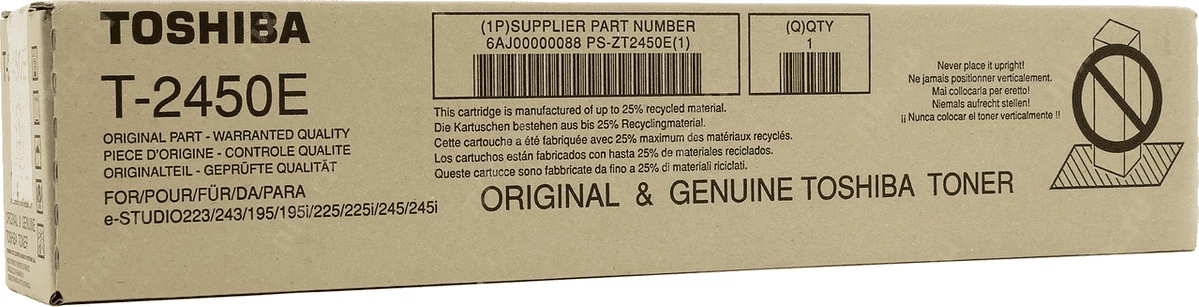 TOSHIBA
T-2450E
ORIGINAL PART - WARRANTED QUALITY
PIECE D'ORIGINE - CONTROLE QUALITE
ORIGINALTEIL - GEPRÜFTE QUALITÄT
FOR/POUR/FÜR/DA/PARA
e-STUDIO223/243/195/195i/225/225i/245/245i
(1P)SUPPLIER PART NUMBER
6AJ00000088 PS-ZT2450E(1)
(Q)QTY
1
This cartridge is manufactured of up to 25% recycled material.
Die Kartuschen bestehen aus bis 25% Recyclingmaterial.
Cette cartouche a été fabriquée avec 25% maximum des matériaux recyclés.
Los cartuchos están fabricados con hasta 25% de materiales reciclados.
Queste cartucce sono fabbricate da fino a 25% di materiali riciclati.
ORIGINAL & GENUINE TOSHIBA TONER
Never place it upright!
Ne jamais positionner verticalement.
Mai collocarla per eretto!
Niemals aufrecht stellen!
¡¡ Nunca colocar el toner verticalmente !!
ORIGINAL & GENUINE
TOSHIBA TONER